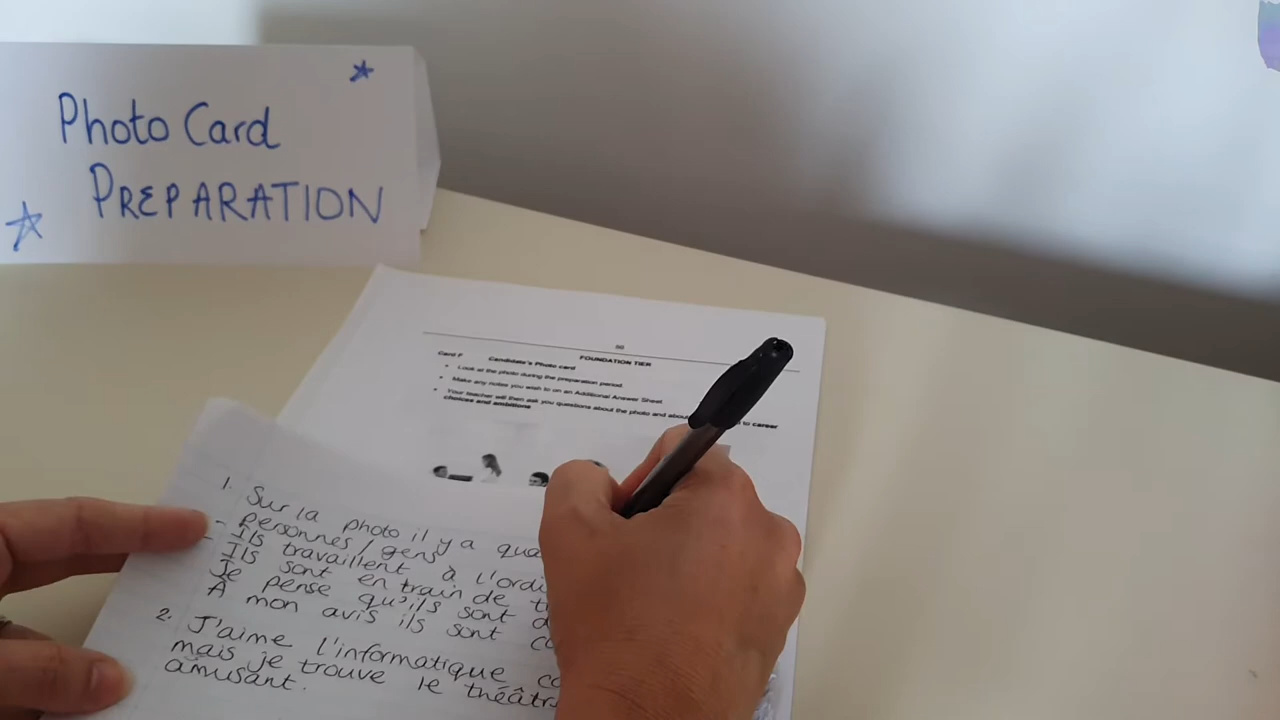 Photo Card
PREPARATION
Card F Candidate's Photo card FOUNDATION TIER
• Look at the photo during the preparation period.
• Make any notes you wish to on an Additional Answer Sheet
• Your teacher will then ask you questions about the photo and about to career
choices and ambitions
1. Sur la photo il y a
personnes / gens
- Ils travaillent à
- Ils sont en train de
Je pense qu'ils sont
À mon avis ils sont
2. J'aime l'informatique
mais je trouve le
amusant.